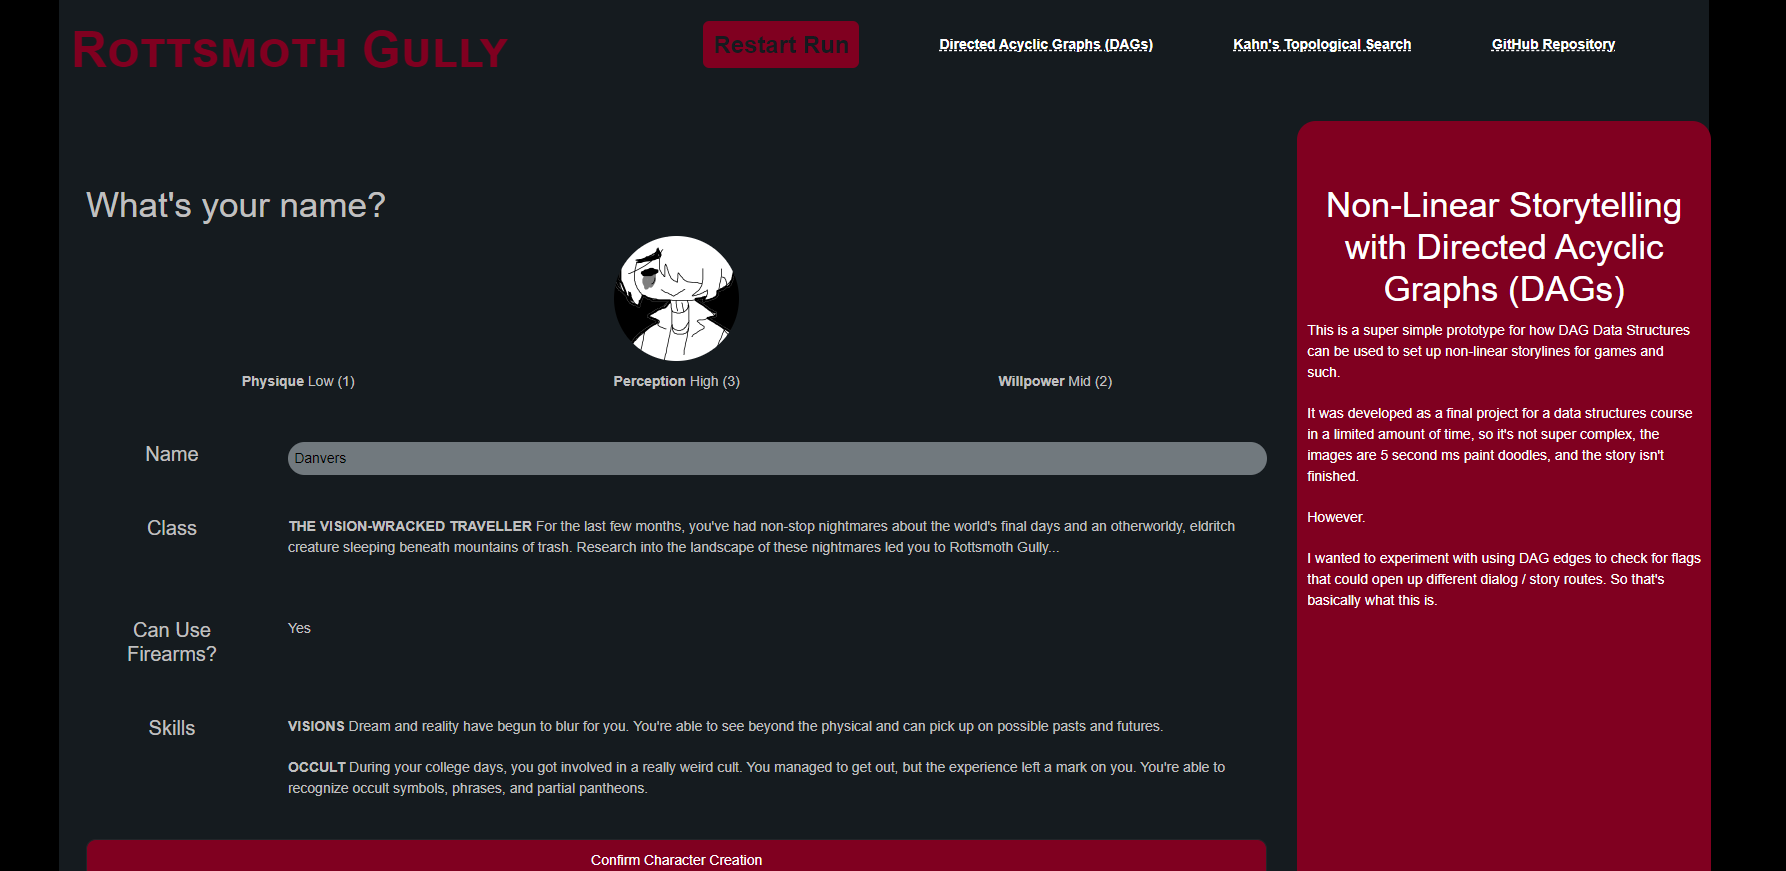 Rottsmoth Gully
Restart Run
Directed Acyclic Graphs (DAGs)
Kahn's Topological Search
GitHub Repository
What's your name?
Physique Low (1)
Perception High (3)
Willpower Mid (2)
Name
Danvers
Class
THE VISION-WRACKED TRAVELLER For the last few months, you've had non-stop nightmares about the world's final days and an otherworldy, eldritch
creature sleeping beneath mountains of trash. Research into the landscape of these nightmares led you to Rottsmoth Gully...
Can Use
Firearms?
Yes
Skills
VISIONS Dream and reality have begun to blur for you. You're able to see beyond the physical and can pick up on possible pasts and futures.
OCCULT During your college days, you got involved in a really weird cult. You managed to get out, but the experience left a mark on you. You're able to
recognize occult symbols, phrases, and partial pantheons.
Confirm Character Creation
Non-Linear Storytelling
with Directed Acyclic
Graphs (DAGs)
This is a super simple prototype for how DAG Data Structures
can be used to set up non-linear storylines for games and
such.
It was developed as a final project for a data structures course
in a limited amount of time, so it's not super complex, the
images are 5 second ms paint doodles, and the story isn't
finished.
However.
I wanted to experiment with using DAG edges to check for flags
that could open up different dialog / story routes. So that's
basically what this is.